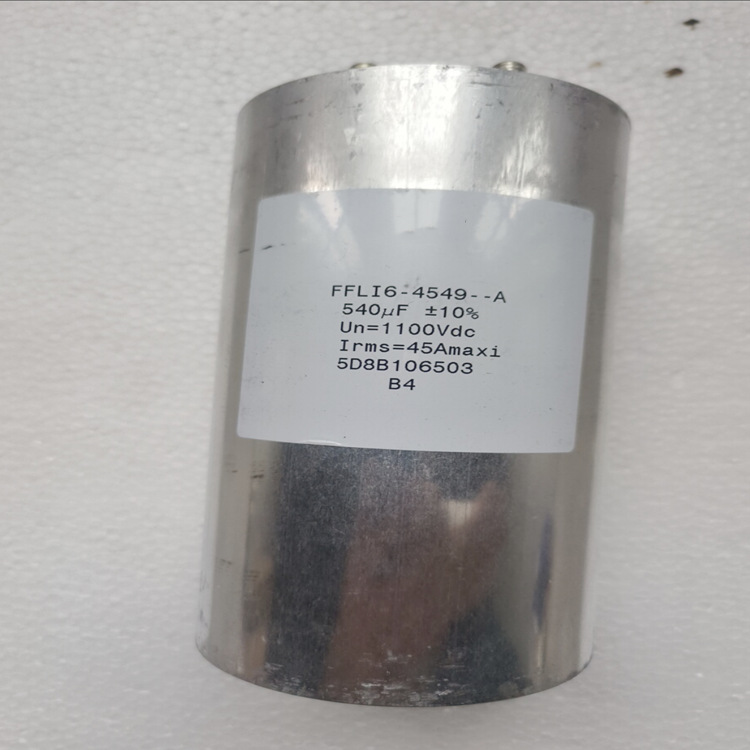 FFLI6-4549--A
540µF ±10%
Un=1100Vdc
Irms=45Amaxi
5D8B106503
B4